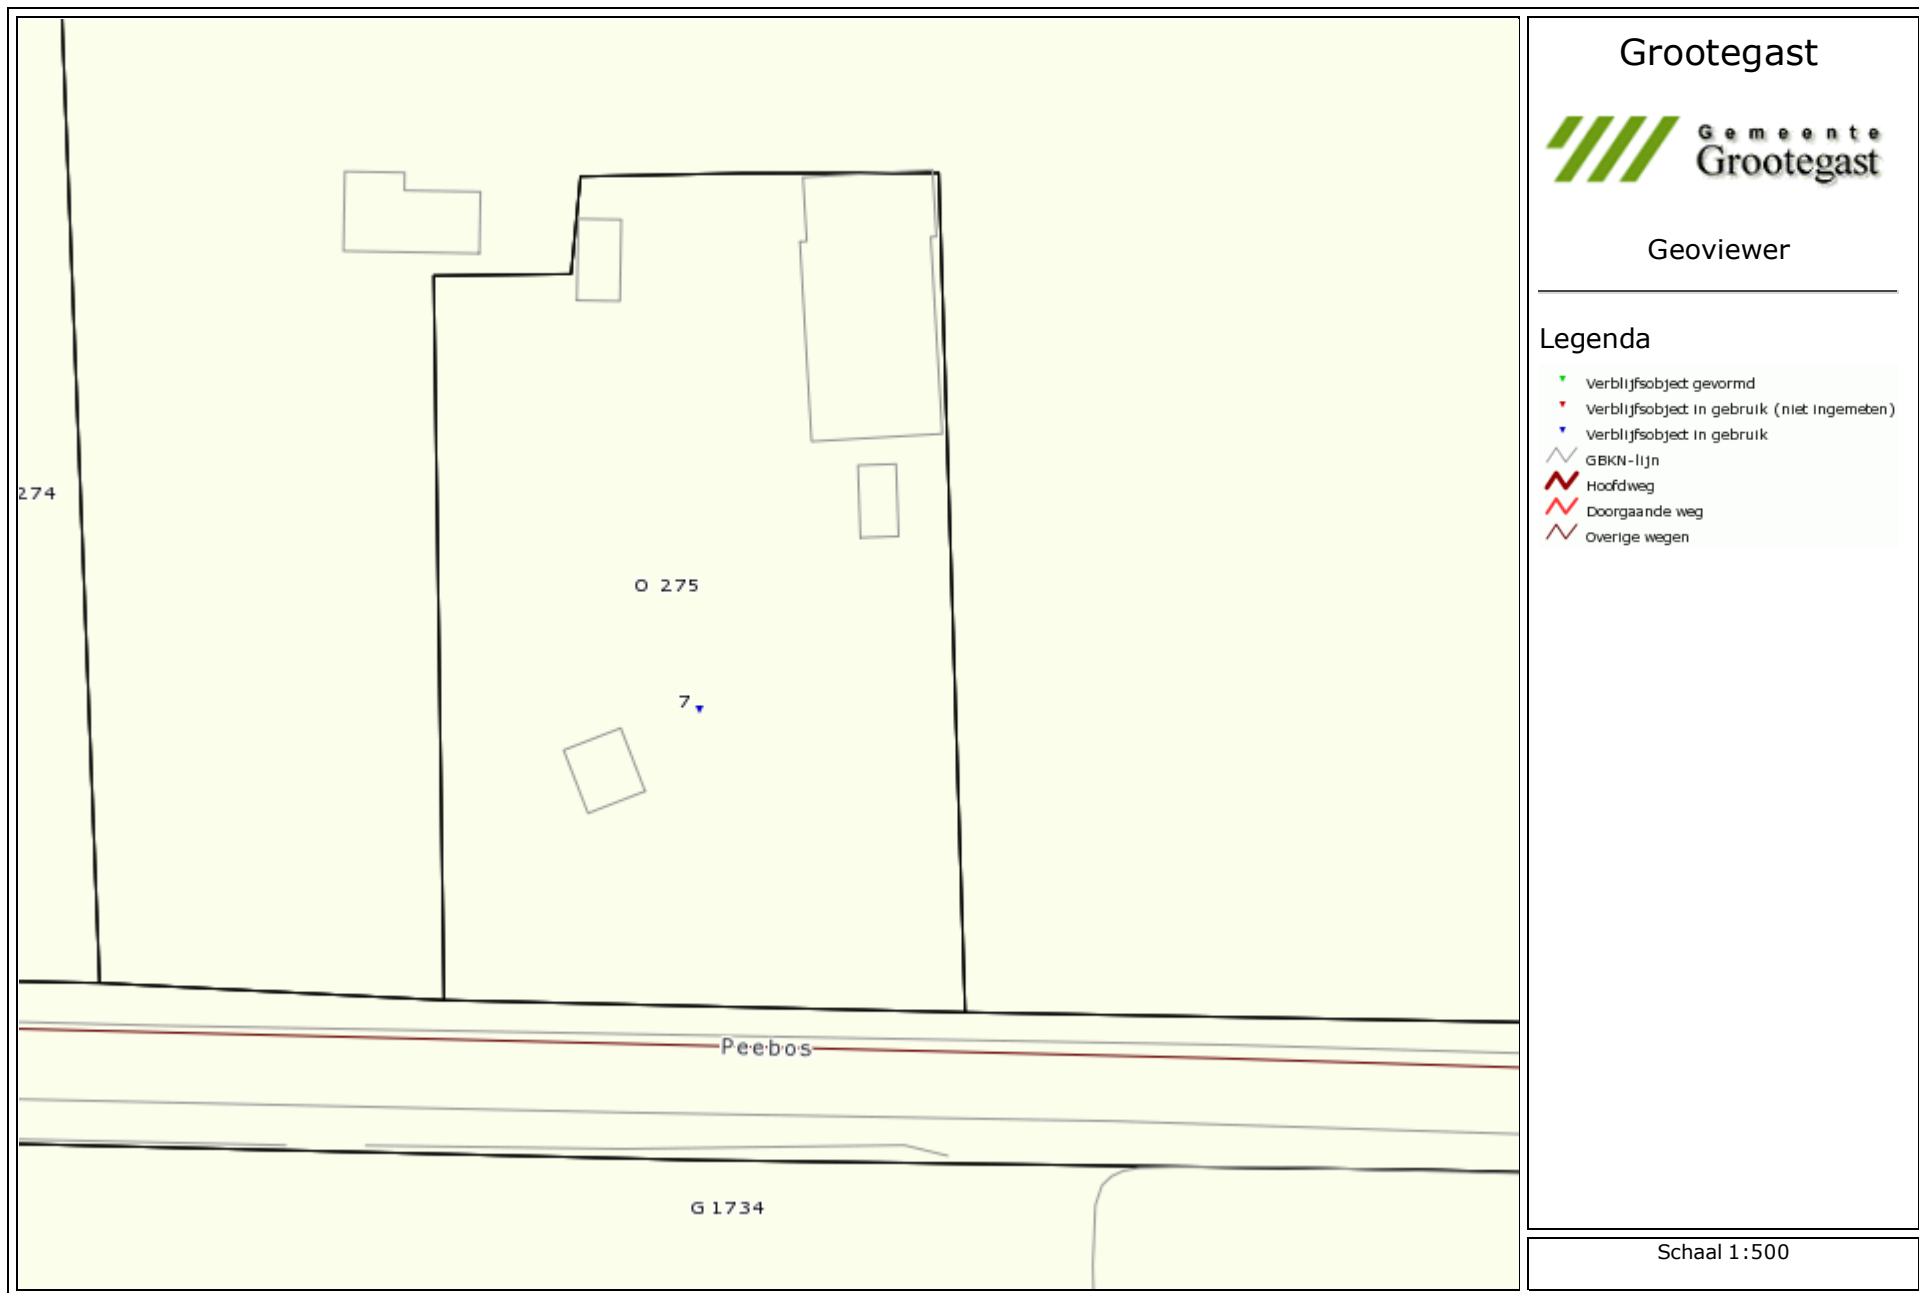 274
O 275
7
Peebos
G 1734
Grootegast
Gemeente
Grootegast
Geoviewer
Legenda
Verblijfsobject gevormd
Verblijfsobject in gebruik (niet ingemeten)
Verblijfsobject in gebruik
GBKN-lijn
Hoofdweg
Doorgaande weg
Overige wegen
Schaal 1:500